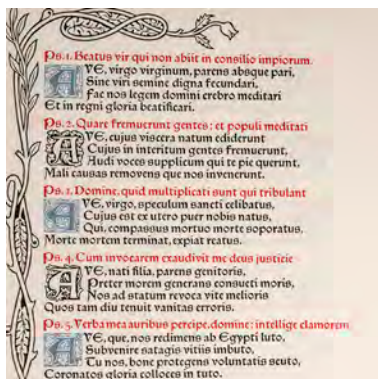 Ps. 1. Beatus vir qui non abiit in consilio impiorum.
AVE, virgo virginum, parens absque pari,
Sine viri semine digna fecundari,
Fac nos legem domini crebro meditari
Et in regni gloria beatificari.
Ps. 2. Quare fremuerunt gentes: et populi meditati
AVE, cujus viscera natum ediderunt
Cujus in interitum gentes fremuerunt,
Audi voces supplicum qui te pie querunt,
Mali causas removens que nos invenerunt.
Ps. 3. Domine, quid multiplicati sunt qui tribulant
AVE, virgo, speculum sancti celibatus,
Cujus est ex utero puer nobis natus,
Qui, compassus mortuo morte soporatus,
Morte mortem terminat, expiat reatus.
Ps. 4. Cum invocarem exaudivit me deus justicie
AVE, nati filia, parens genitoris,
Preter morem generans consueti moris,
Nos ad statum revoca vite melioris
Quos tam diu tenuit vanitas erroris.
Ps. 5. Verba mea auribus percipe, domine: intellige clamorem
AVE, que, nos redimens ab Egypti luto,
Subvenire satagis vitiis imbuto,
Tu nos, bone protegens voluntatis scuto,
Coronatos gloria colloces in tuto.